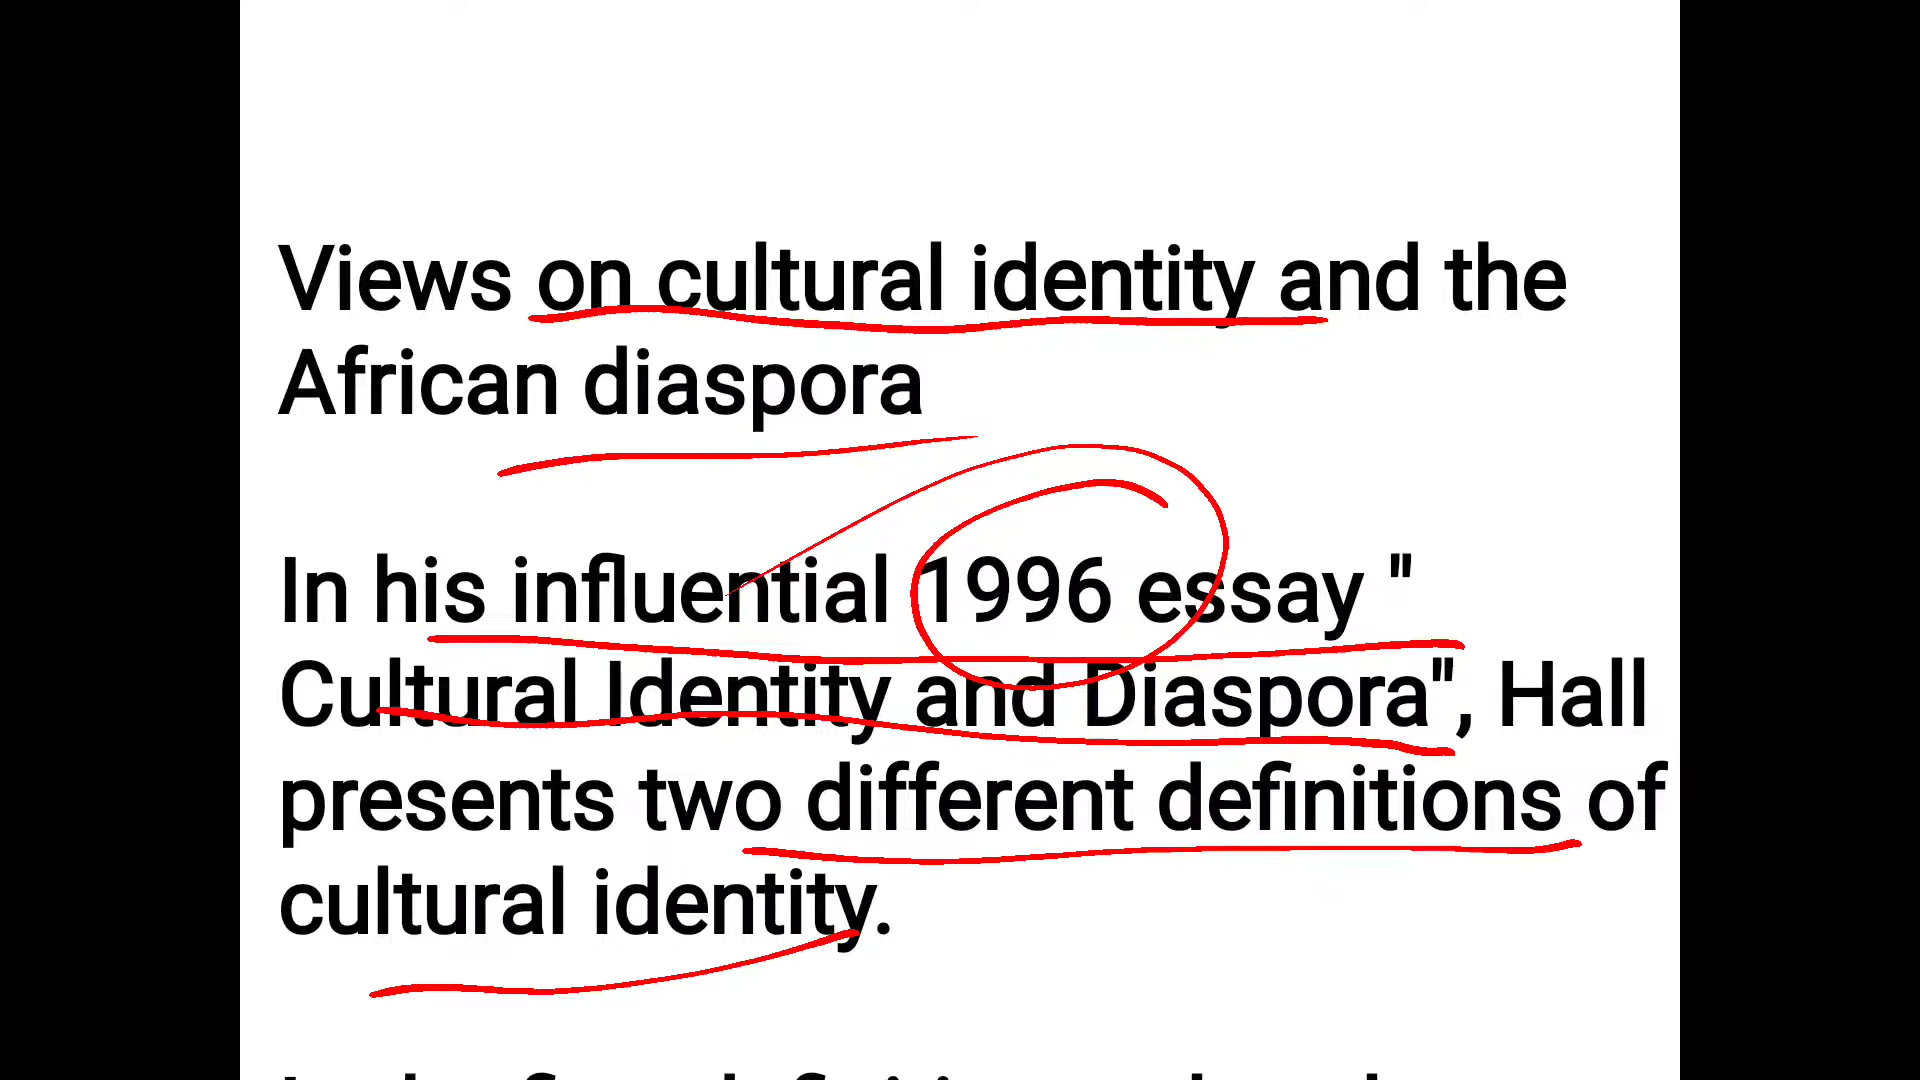 Views on cultural identity and the
African diaspora
In his influential 1996 essay "
Cultural Identity and Diaspora", Hall
presents two different definitions of
cultural identity.